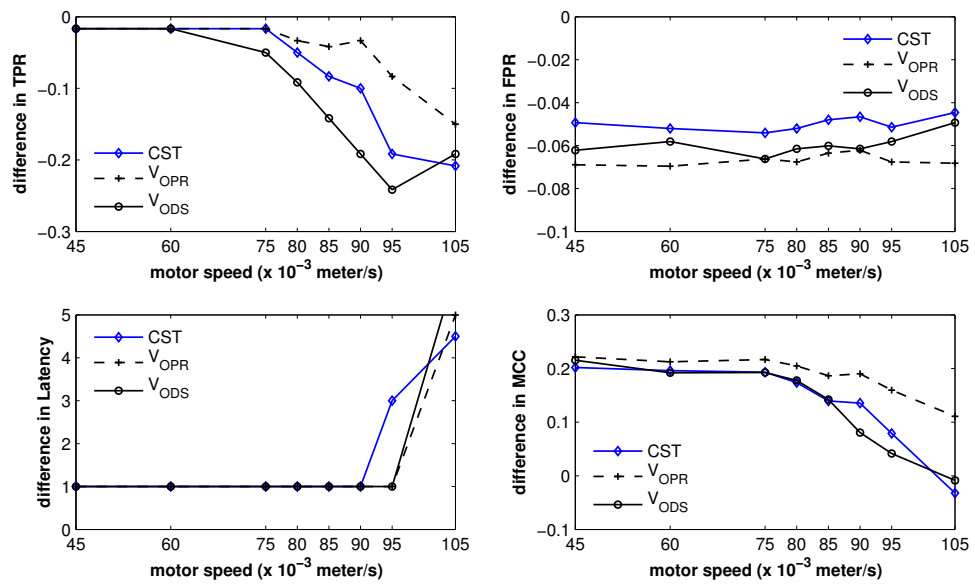 0
−0.1
−0.2
−0.3
difference in TPR
CST
V_OPR
V_ODS
45 60 75 80 85 90 95 105
motor speed (x 10^−3 meter/s)
0
−0.02
−0.04
−0.06
−0.08
−0.1
difference in FPR
CST
V_OPR
V_ODS
45 60 75 80 85 90 95 105
motor speed (x 10^−3 meter/s)
5
4
3
2
1
0
difference in Latency
CST
V_OPR
V_ODS
45 60 75 80 85 90 95 105
motor speed (x 10^−3 meter/s)
0.3
0.2
0.1
0
−0.1
difference in MCC
CST
V_OPR
V_ODS
45 60 75 80 85 90 95 105
motor speed (x 10^−3 meter/s)